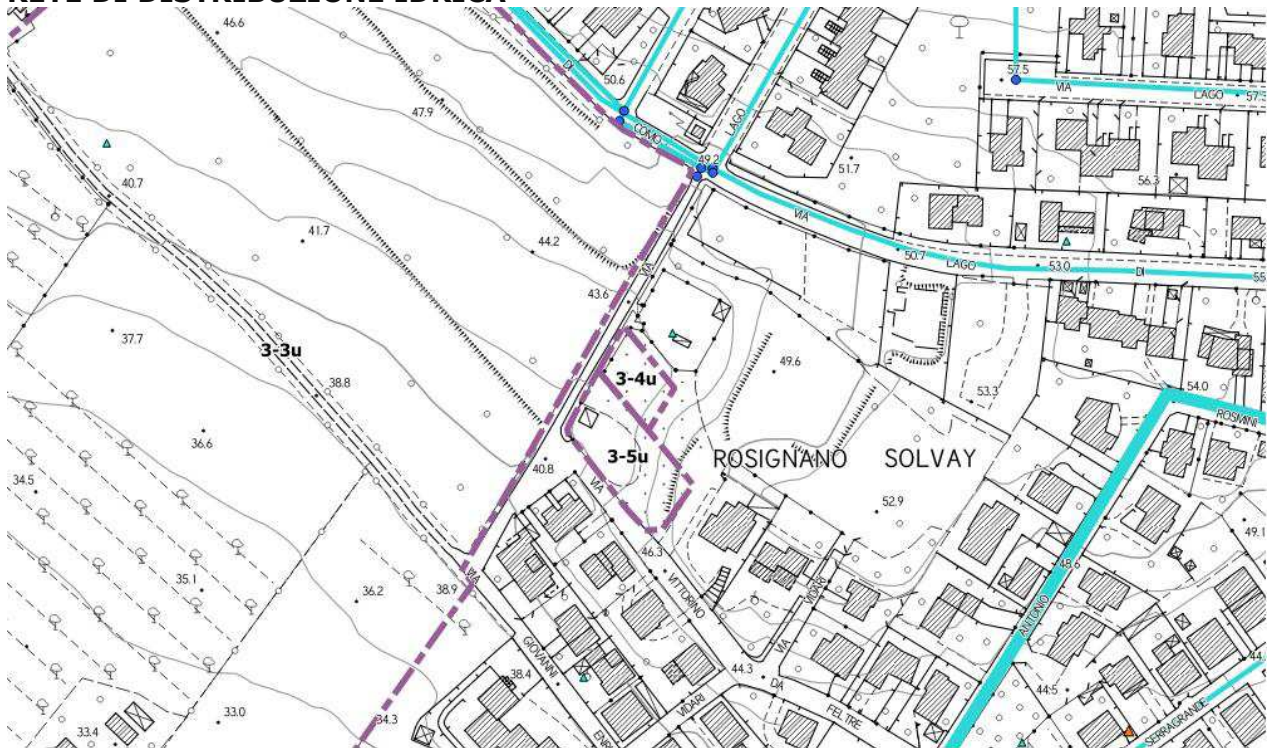 RETE DI DISTRIBUZIONE IDRICA
46.6
DI
50.6
57.5
VIA
LAGO
47.9
COMO
LAGO
49.2
51.7
40.7
56.3
VIA
41.7
44.2
50.7
LAGO
53.0
DI
55
VIA
43.6
37.7
3-3u
49.6
38.8
3-4u
53.3
54.0
ROSMINI
36.6
3-5u
ROSIGNANO SOLVAY
40.8
34.5
VIA
52.9
49.1
46.3
48.6
35.1
VIA
36.2
38.9
VITTORINO
VIDARI
VIA
ANTONIO
GIOVANNI
38.4
44.3
DA
44.5
33.0
34.3
VIDARI
FELTRE
SERRAGRANDE
33.4